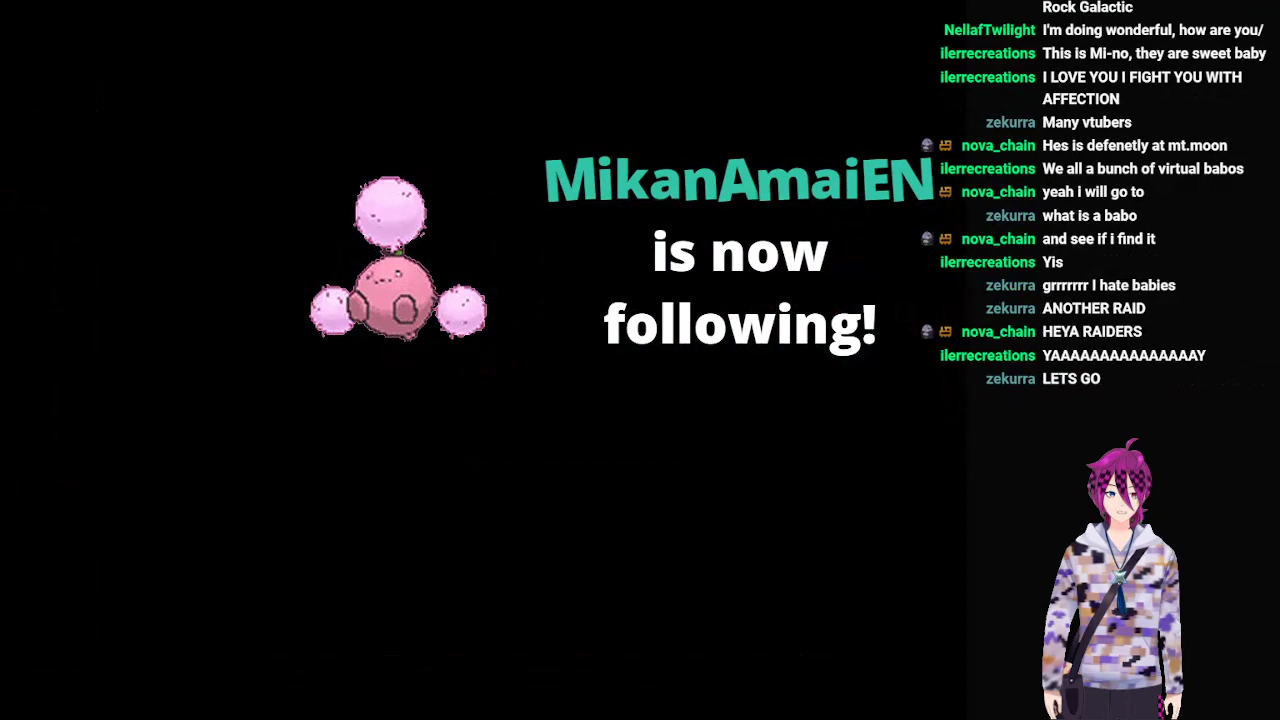 MikanAmaiEN
is now
following!
Rock Galactic
NellafTwilight I'm doing wonderful, how are you/
ilerrecreations This is Mi-no, they are sweet baby
ilerrecreations I LOVE YOU I FIGHT YOU WITH
AFFECTION
zekurra Many vtubers
nova_chain Hes is defenetly at mt.moon
ilerrecreations We all a bunch of virtual babos
nova_chain yeah i will go to
zekurra what is a babo
nova_chain and see if i find it
ilerrecreations Yis
zekurra grrrrrrr I hate babies
zekurra ANOTHER RAID
nova_chain HEYA RAIDERS
ilerrecreations YAAAAAAAAAAAAAAAY
zekurra LETS GO